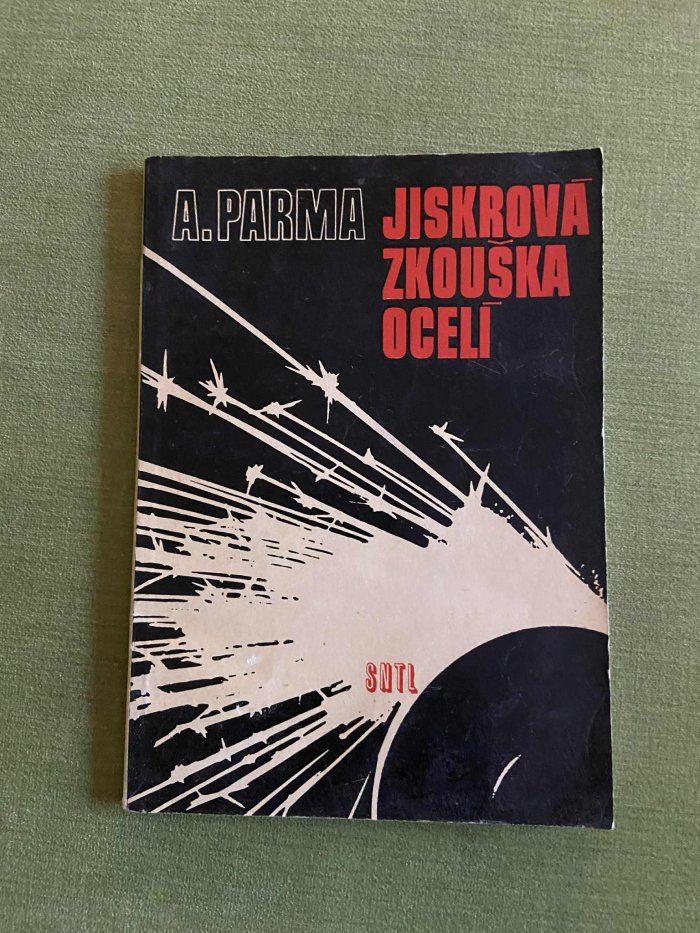 A. PARMA
JISKROVÁ
ZKOUŠKA
OCELÍ
SNTL